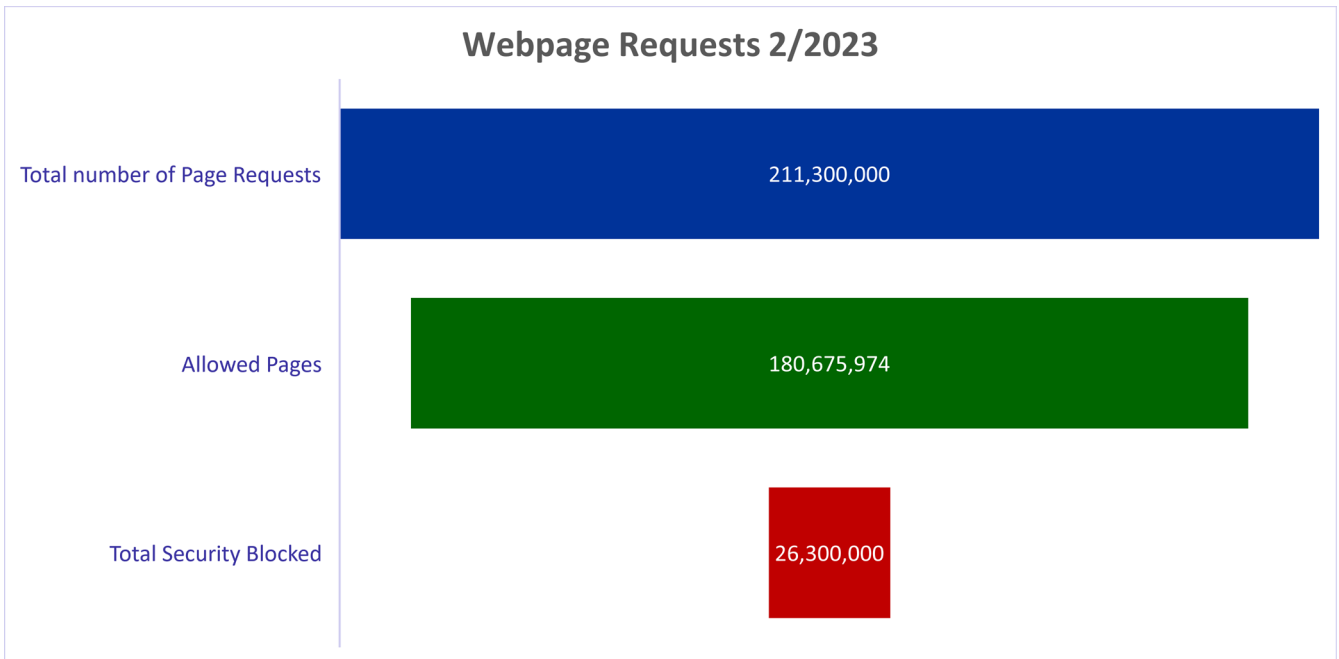 Webpage Requests 2/2023
Total number of Page Requests
211,300,000
Allowed Pages
180,675,974
Total Security Blocked
26,300,000